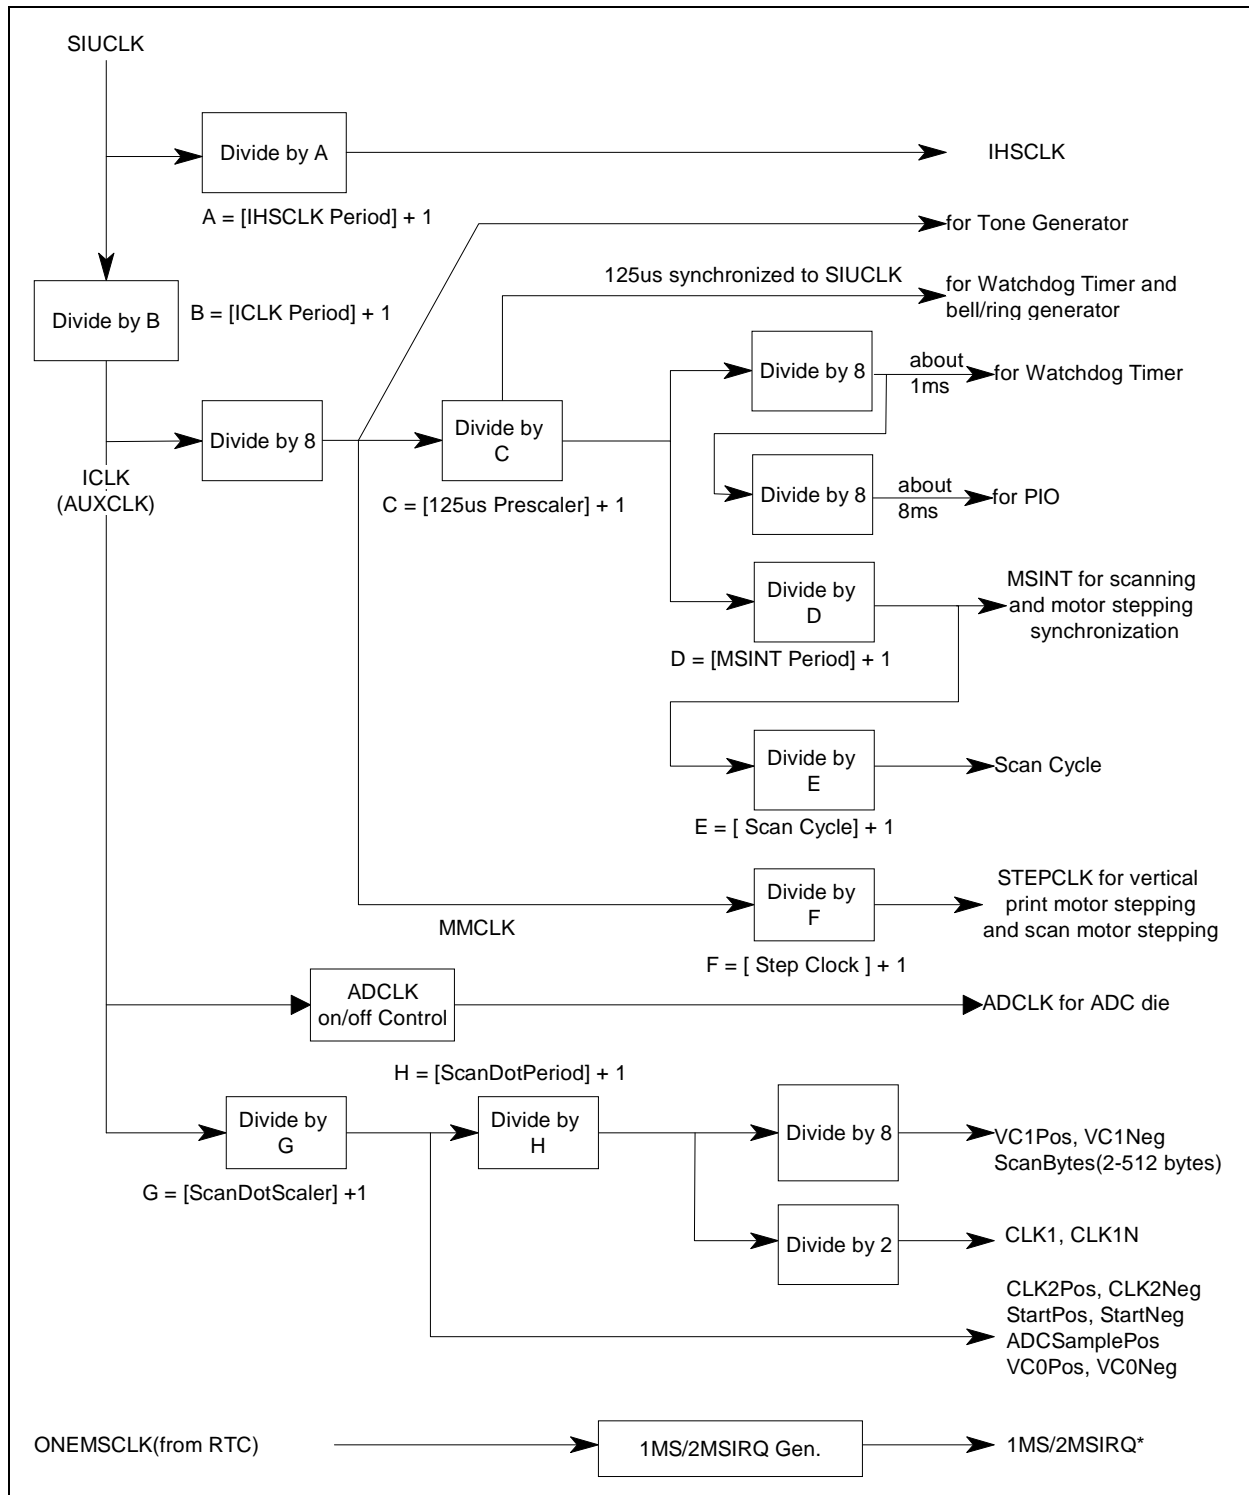 SIUCLK
Divide by A
IHSCLK
A = [IHSCLK Period] + 1
for Tone Generator
125us synchronized to SIUCLK
for Watchdog Timer and
bell/ring generator
Divide by B
B = [ICLK Period] + 1
Divide by 8
about
1ms
for Watchdog Timer
Divide by 8
Divide by
C
ICLK
(AUXCLK)
C = [125us Prescaler] + 1
Divide by 8
about
8ms
for PIO
Divide by
D
MSINT for scanning
and motor stepping
synchronization
D = [MSINT Period] + 1
Divide by
E
Scan Cycle
E = [ Scan Cycle] + 1
MMCLK
Divide by
F
STEPCLK for vertical
print motor stepping
and scan motor stepping
F = [ Step Clock ] + 1
ADCLK
on/off Control
ADCLK for ADC die
H = [ScanDotPeriod] + 1
Divide by
G
Divide by
H
Divide by 8
VC1Pos, VC1Neg
ScanBytes(2-512 bytes)
G = [ScanDotScaler] +1
Divide by 2
CLK1, CLK1N
CLK2Pos, CLK2Neg
StartPos, StartNeg
ADCSamplePos
VC0Pos, VC0Neg
ONEMSCLK(from RTC)
1MS/2MSIRQ Gen.
1MS/2MSIRQ*